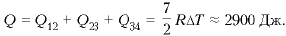 Q = Q₁₂ + Q₂₃ + Q₃₄ = 7/2 RΔT ≈ 2900 Дж.